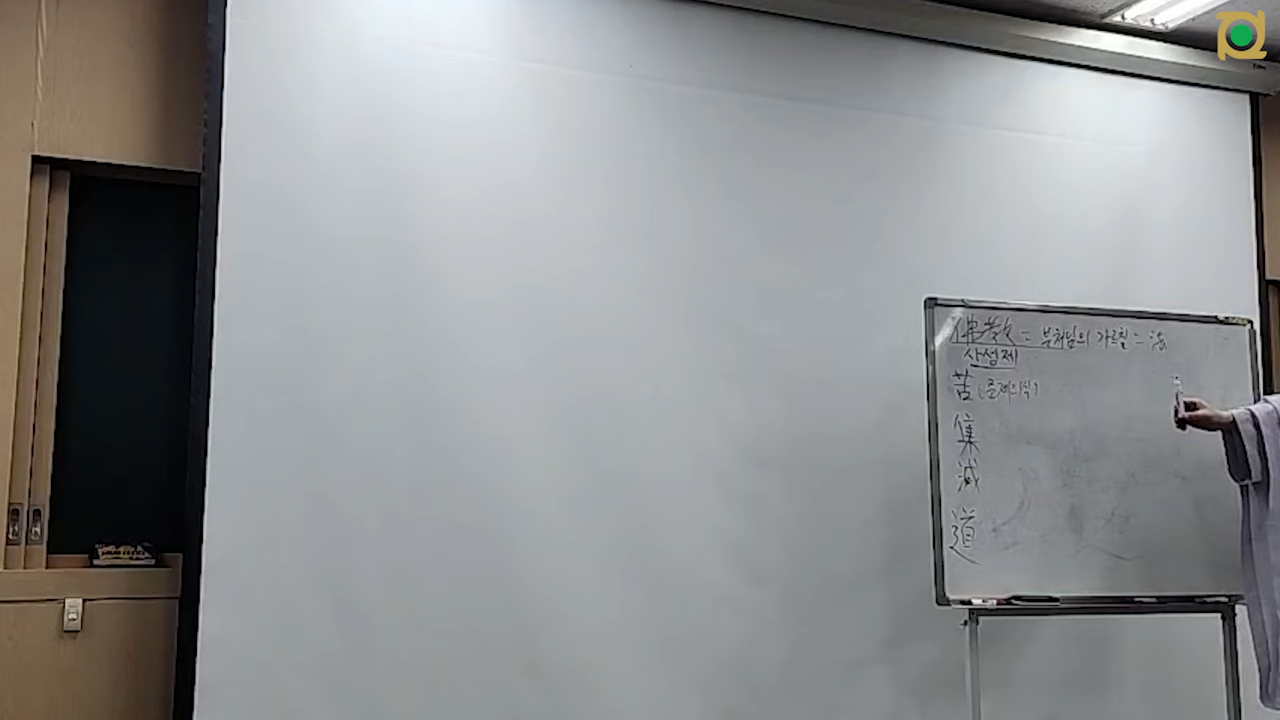 佛教 = 부처님의 가르침 = 法
사성제
苦 (문제의식)
集
滅
道